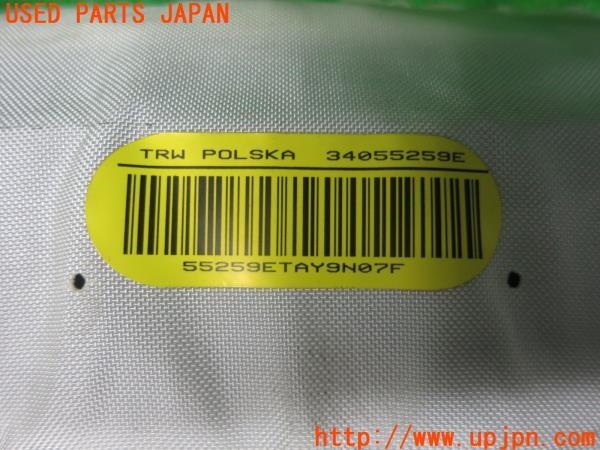 USED PARTS JAPAN
TRW POLSKA 34055259E
55259ETAY9N07F
http://www.upjpn.com